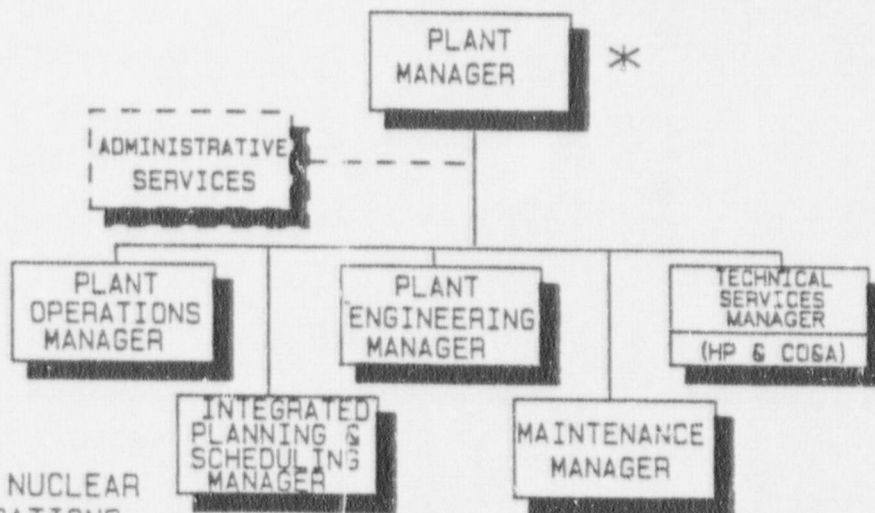 PLANT
MANAGER
*
ADMINISTRATIVE
SERVICES
PLANT
OPERATIONS
MANAGER
PLANT
ENGINEERING
MANAGER
TECHNICAL
SERVICES
MANAGER
(HP & CO&A)
INTEGRATED
PLANNING &
SCHEDULING
MANAGER
MAINTENANCE
MANAGER
NUCLEAR